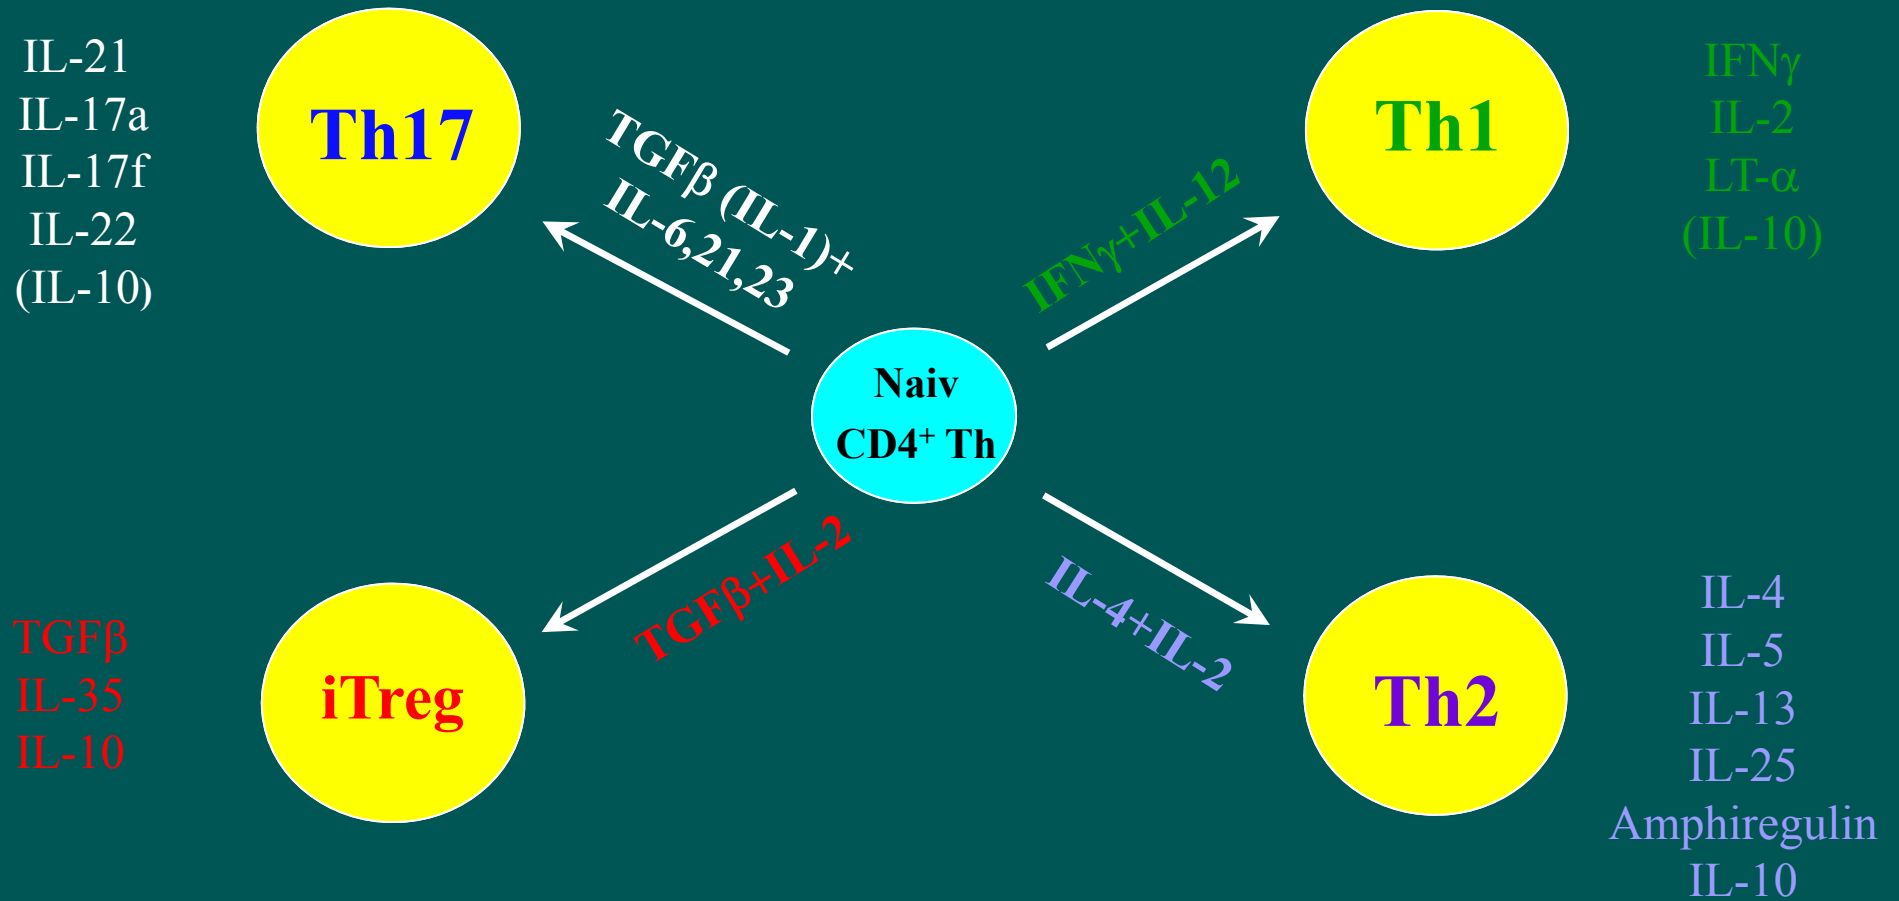 IL-21
IL-17a
IL-17f
IL-22
(IL-10)
Th17
TGFβ (IL-1)+
IL-6,21,23
IFNγ+IL-12
Th1
IFNγ
IL-2
LT-α
(IL-10)
Naiv
CD4⁺ Th
TGFβ
IL-35
IL-10
iTreg
TGFβ+IL-2
IL-4+IL-2
Th2
IL-4
IL-5
IL-13
IL-25
Amphiregulin
IL-10